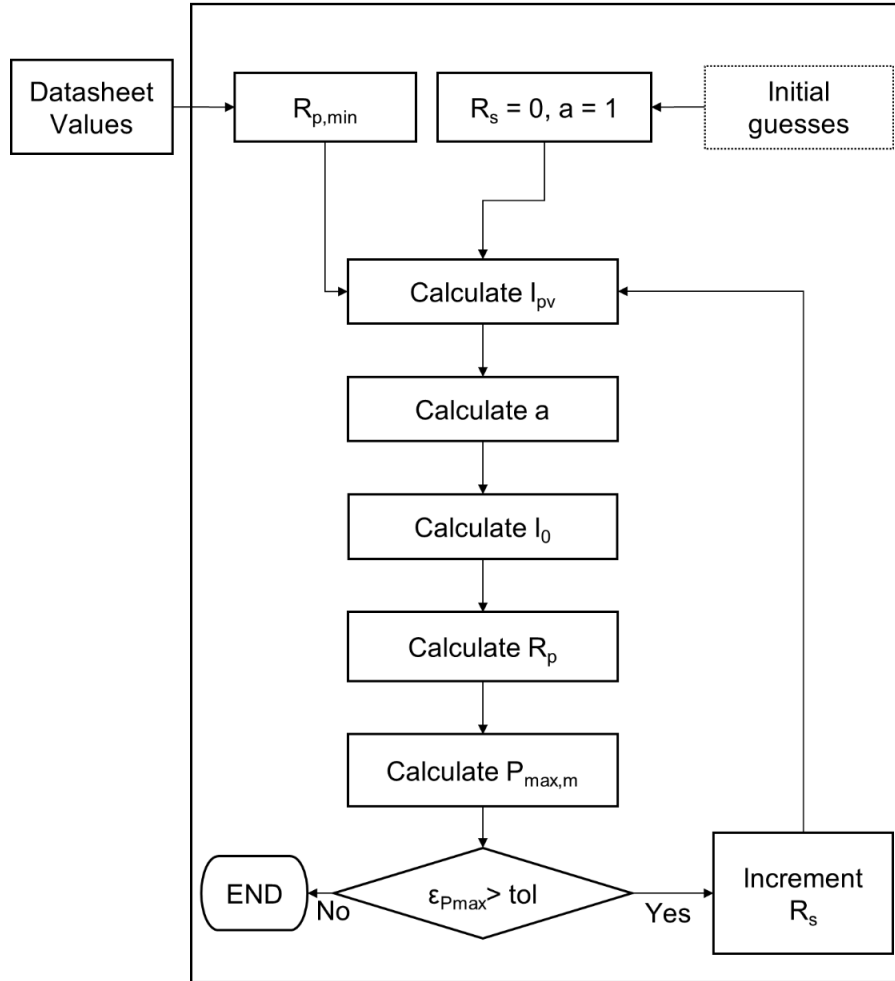 Datasheet
Values
R_p,min
R_s = 0, a = 1
Initial
guesses
Calculate I_pv
Calculate a
Calculate I_0
Calculate R_p
Calculate P_max,m
END
No
ε_Pmax> tol
Yes
Increment
R_s